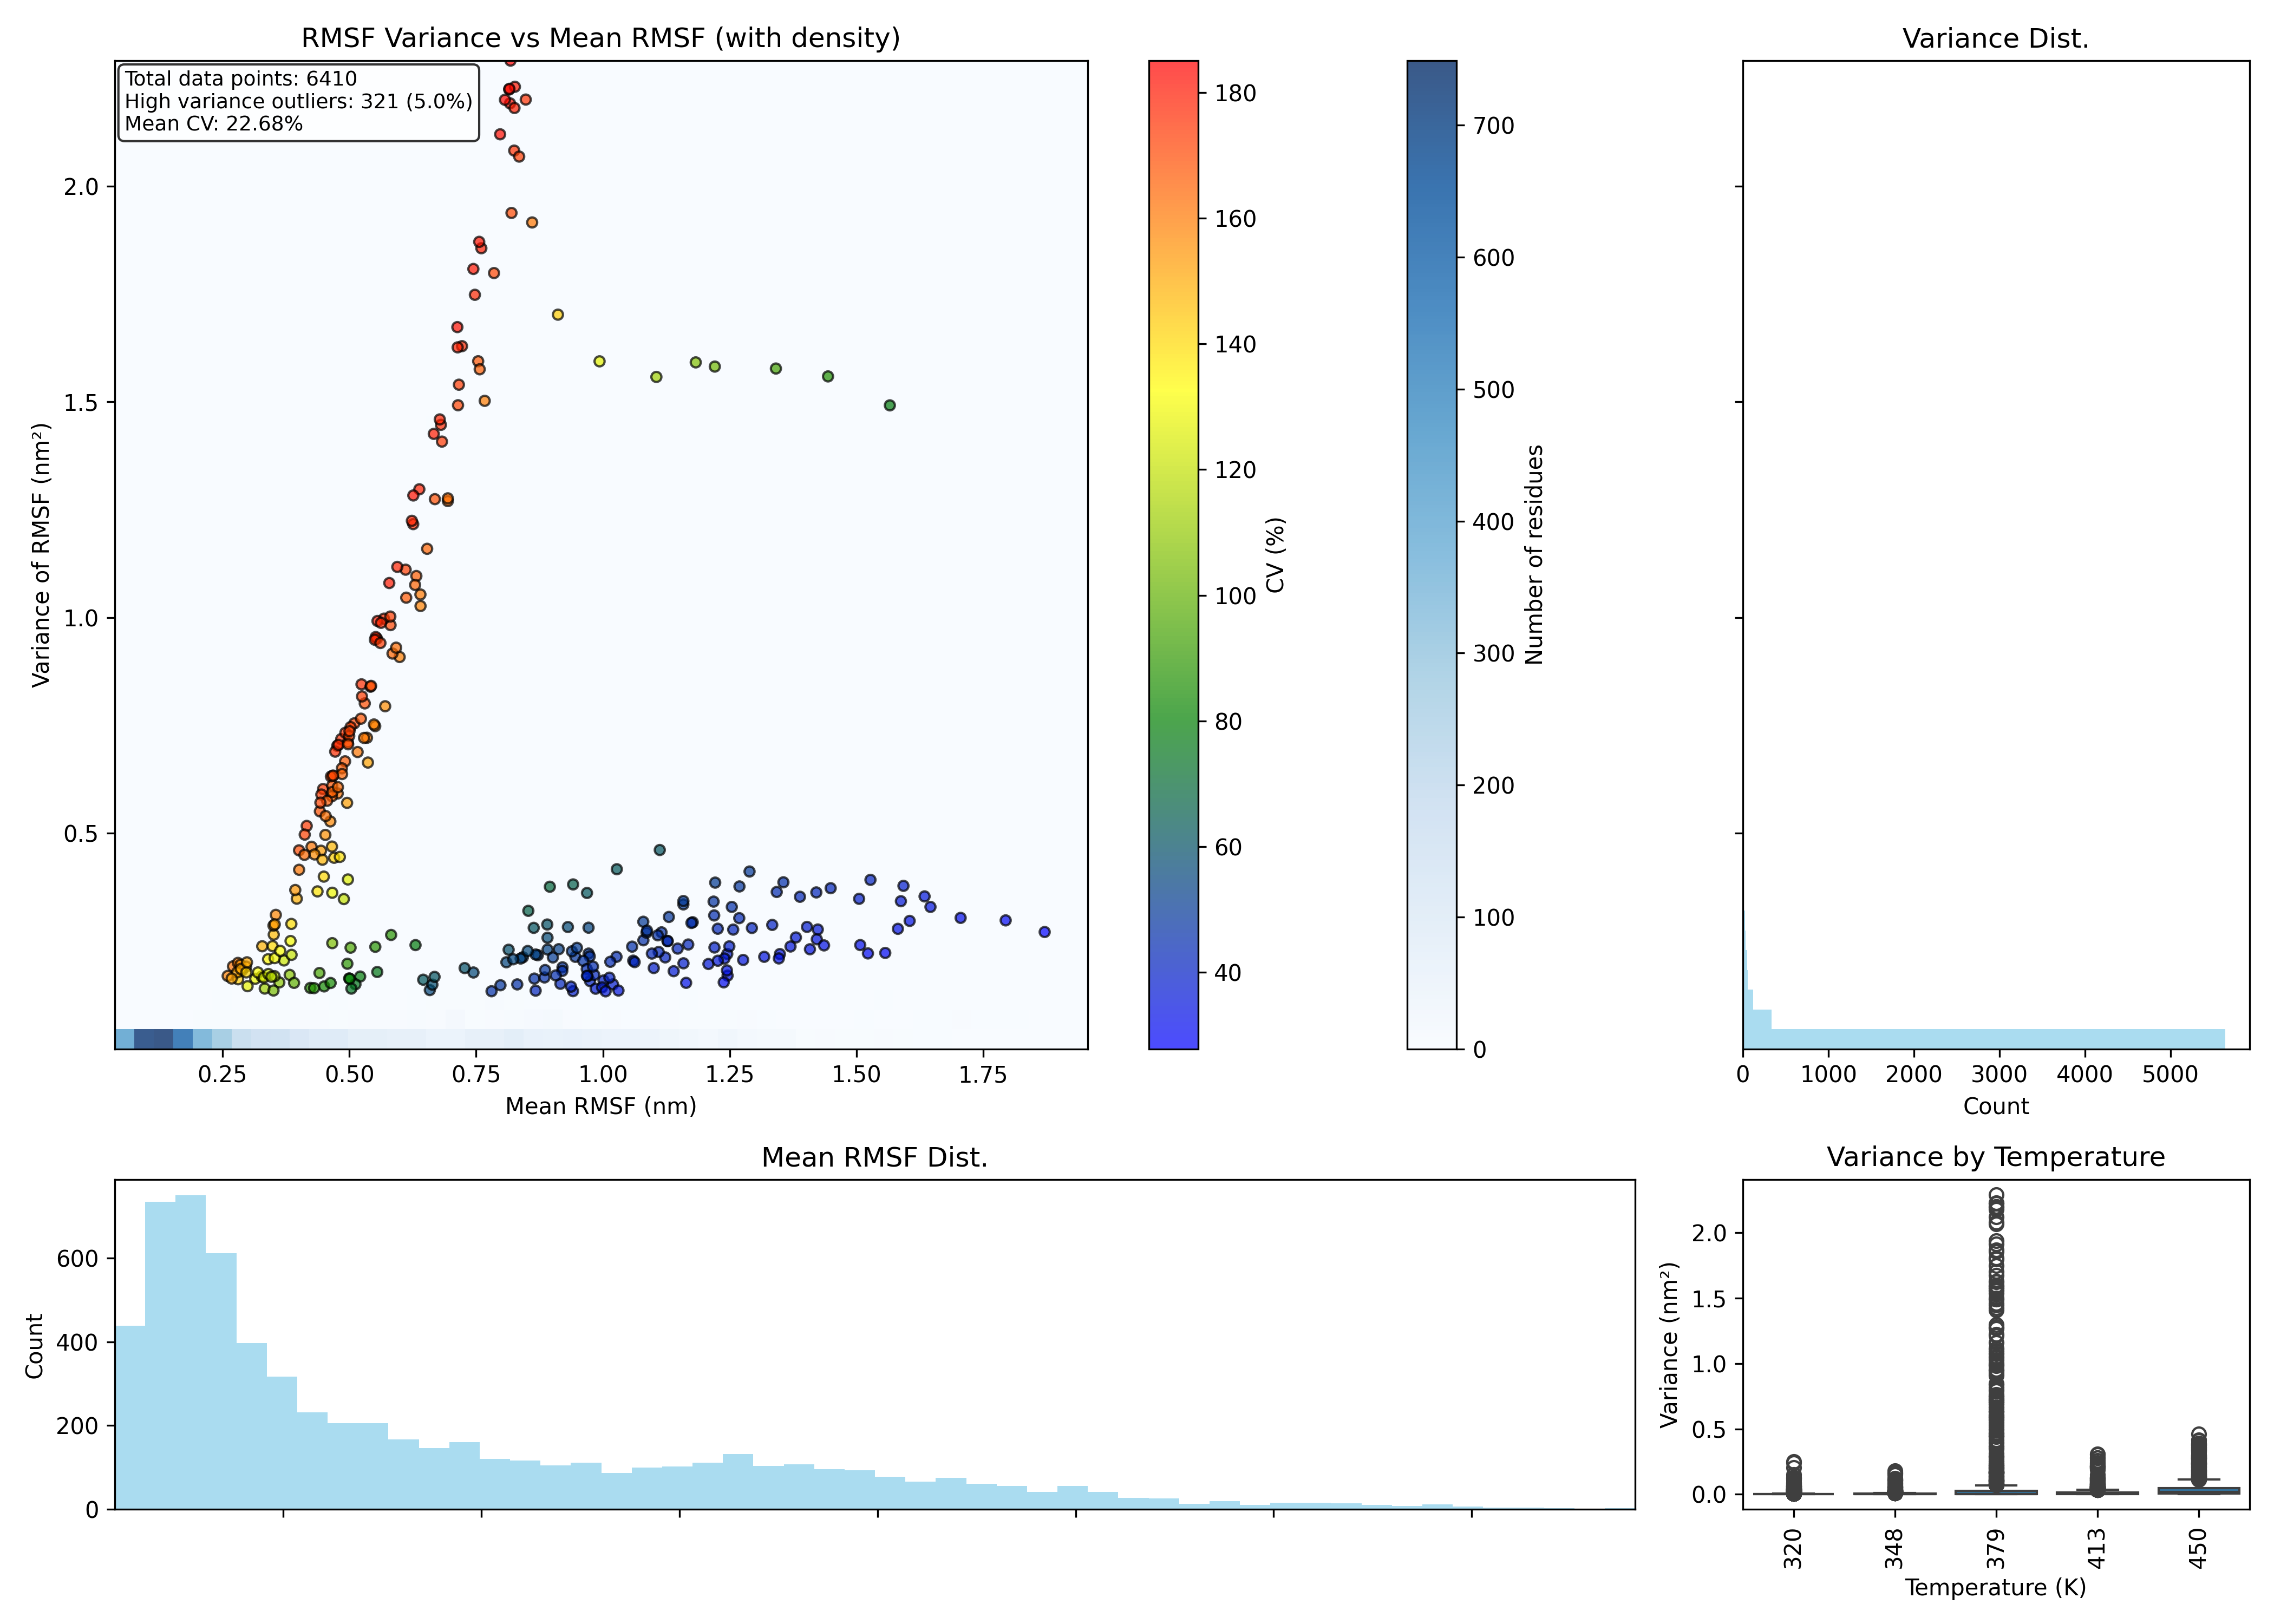 RMSF Variance vs Mean RMSF (with density)
Total data points: 6410
High variance outliers: 321 (5.0%)
Mean CV: 22.68%
2.0
1.5
1.0
0.5
Variance of RMSF (nm²)
0.25 0.50 0.75 1.00 1.25 1.50 1.75
Mean RMSF (nm)
180
160
140
120
100
80
60
40
CV (%)
700
600
500
400
300
200
100
0
Number of residues
Variance Dist.
0 1000 2000 3000 4000 5000
Count
Mean RMSF Dist.
600
400
200
0
Count
Variance by Temperature
2.0
1.5
1.0
0.5
0.0
Variance (nm²)
320 348 379 413 450
Temperature (K)